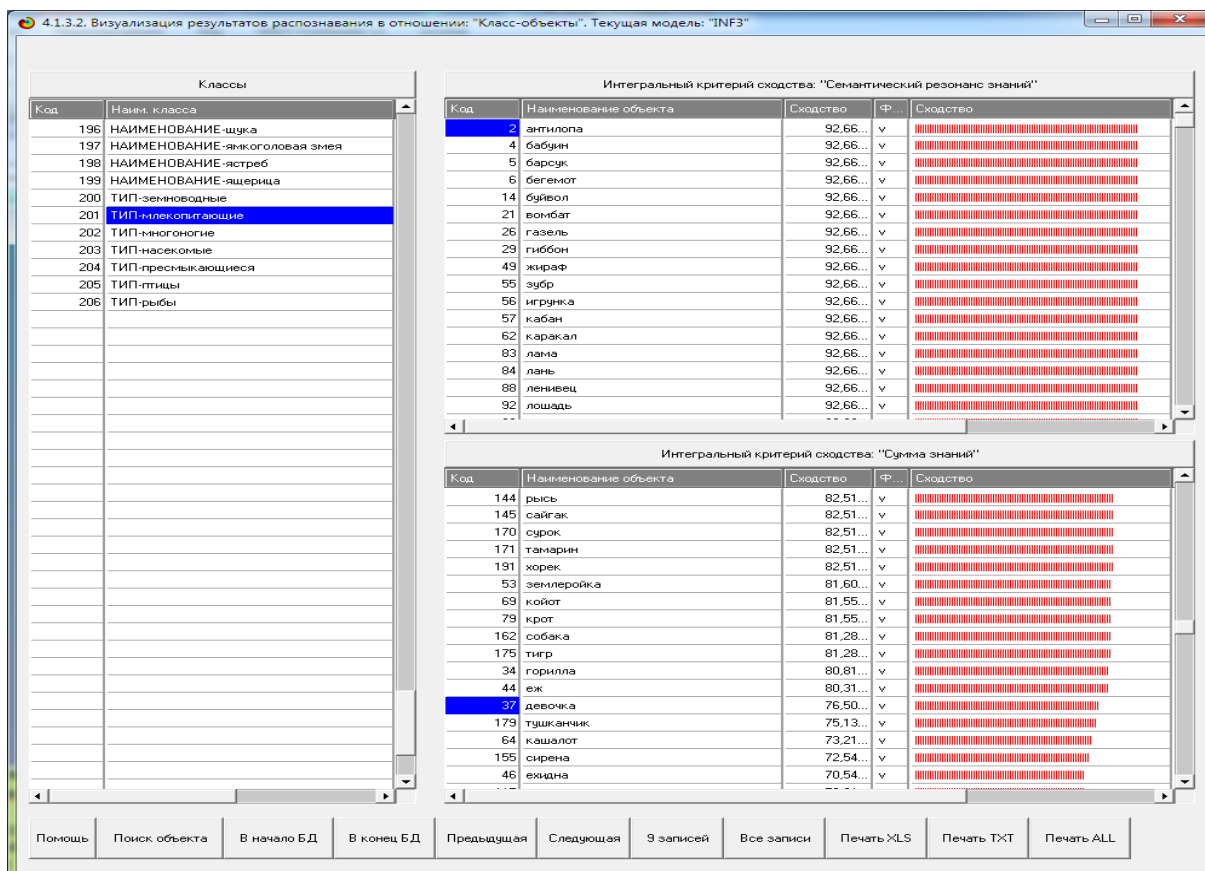 4.1.3.2. Визуализация результатов распознавания в отношении: "Класс-объекты". Текущая модель: "INF3"
Классы
Код Наим. класса
196 НАИМЕНОВАНИЕ-щука
197 НАИМЕНОВАНИЕ-ямкоголовая змея
198 НАИМЕНОВАНИЕ-ястреб
199 НАИМЕНОВАНИЕ-ящерица
200 ТИП-земноводные
201 ТИП-млекопитающие
202 ТИП-многоногие
203 ТИП-насекомые
204 ТИП-пресмыкающиеся
205 ТИП-птицы
206 ТИП-рыбы
Интегральный критерий сходства: "Семантический резонанс знаний"
Код Наименование объекта Сходство Ф... Сходство
2 антилопа 92,66... v
4 бабуин 92,66... v
5 барсук 92,66... v
6 бегемот 92,66... v
14 буйвол 92,66... v
21 вомбат 92,66... v
26 газель 92,66... v
29 гиббон 92,66... v
49 жираф 92,66... v
55 зубр 92,66... v
56 игрунка 92,66... v
57 кабан 92,66... v
62 каракал 92,66... v
83 лама 92,66... v
84 лань 92,66... v
88 ленивец 92,66... v
92 лошадь 92,66... v
Интегральный критерий сходства: "Сумма знаний"
Код Наименование объекта Сходство Ф... Сходство
144 рысь 82,51... v
145 сайгак 82,51... v
170 сурок 82,51... v
171 тамарин 82,51... v
191 хорек 82,51... v
53 землеройка 81,60... v
69 койот 81,55... v
79 крот 81,55... v
162 собака 81,28... v
175 тигр 81,28... v
34 горилла 80,81... v
44 еж 80,31... v
37 девочка 76,50... v
179 тушканчик 75,13... v
64 кашалот 73,21... v
155 сирена 72,54... v
46 ехидна 70,54... v
Помощь Поиск объекта В начало БД В конец БД Предыдущая Следующая 9 записей Все записи Печать XLS Печать TXT Печать ALL